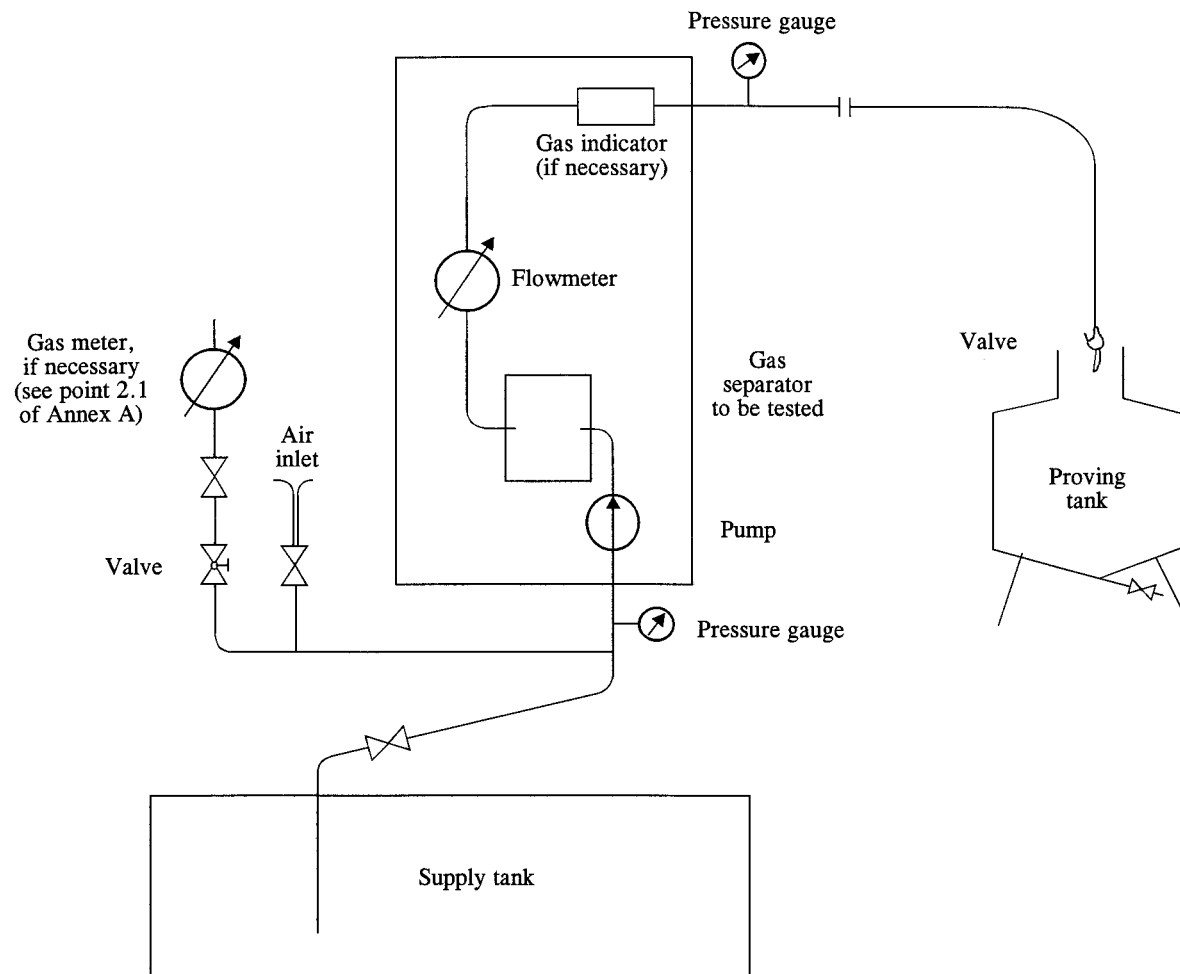 Pressure gauge
Gas indicator
(if necessary)
Flowmeter
Gas meter,
if necessary
(see point 2.1
of Annex A)
Valve
Gas
separator
to be tested
Air
inlet
Proving
tank
Pump
Valve
Pressure gauge
Supply tank